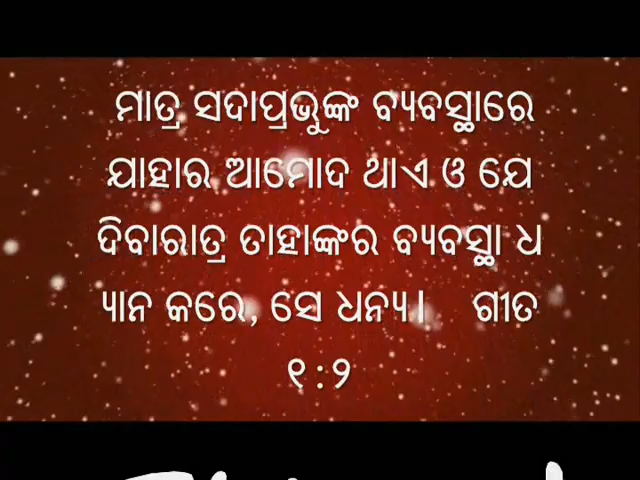 ମାତ୍ର ସଦାପ୍ରଭୁଙ୍କ ବ୍ୟବସ୍ଥାରେ
ଯାହାର ଆମୋଦ ଥାଏ ଓ ଯେ
ଦିବାରାତ୍ର ତାହାଙ୍କର ବ୍ୟବସ୍ଥା ଧ
୍ୟାନ କରେ, ସେ ଧନ୍ୟ।   ଗୀତ
୧:୨